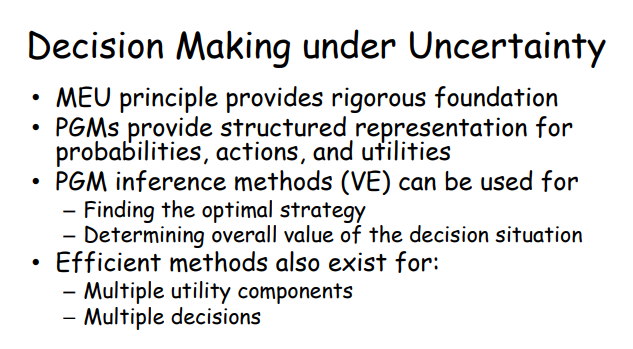 Decision Making under Uncertainty
• MEU principle provides rigorous foundation
• PGMs provide structured representation for
probabilities, actions, and utilities
• PGM inference methods (VE) can be used for
– Finding the optimal strategy
– Determining overall value of the decision situation
• Efficient methods also exist for:
– Multiple utility components
– Multiple decisions